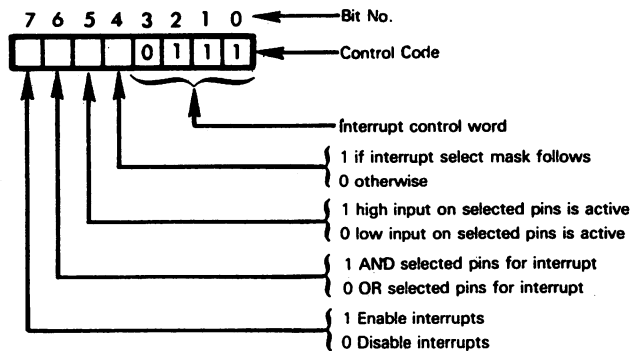 7 6 5 4 3 2 1 0 Bit No.
0 1 1 1 Control Code
Interrupt control word
1 if interrupt select mask follows
0 otherwise
1 high input on selected pins is active
0 low input on selected pins is active
1 AND selected pins for interrupt
0 OR selected pins for interrupt
1 Enable interrupts
0 Disable interrupts